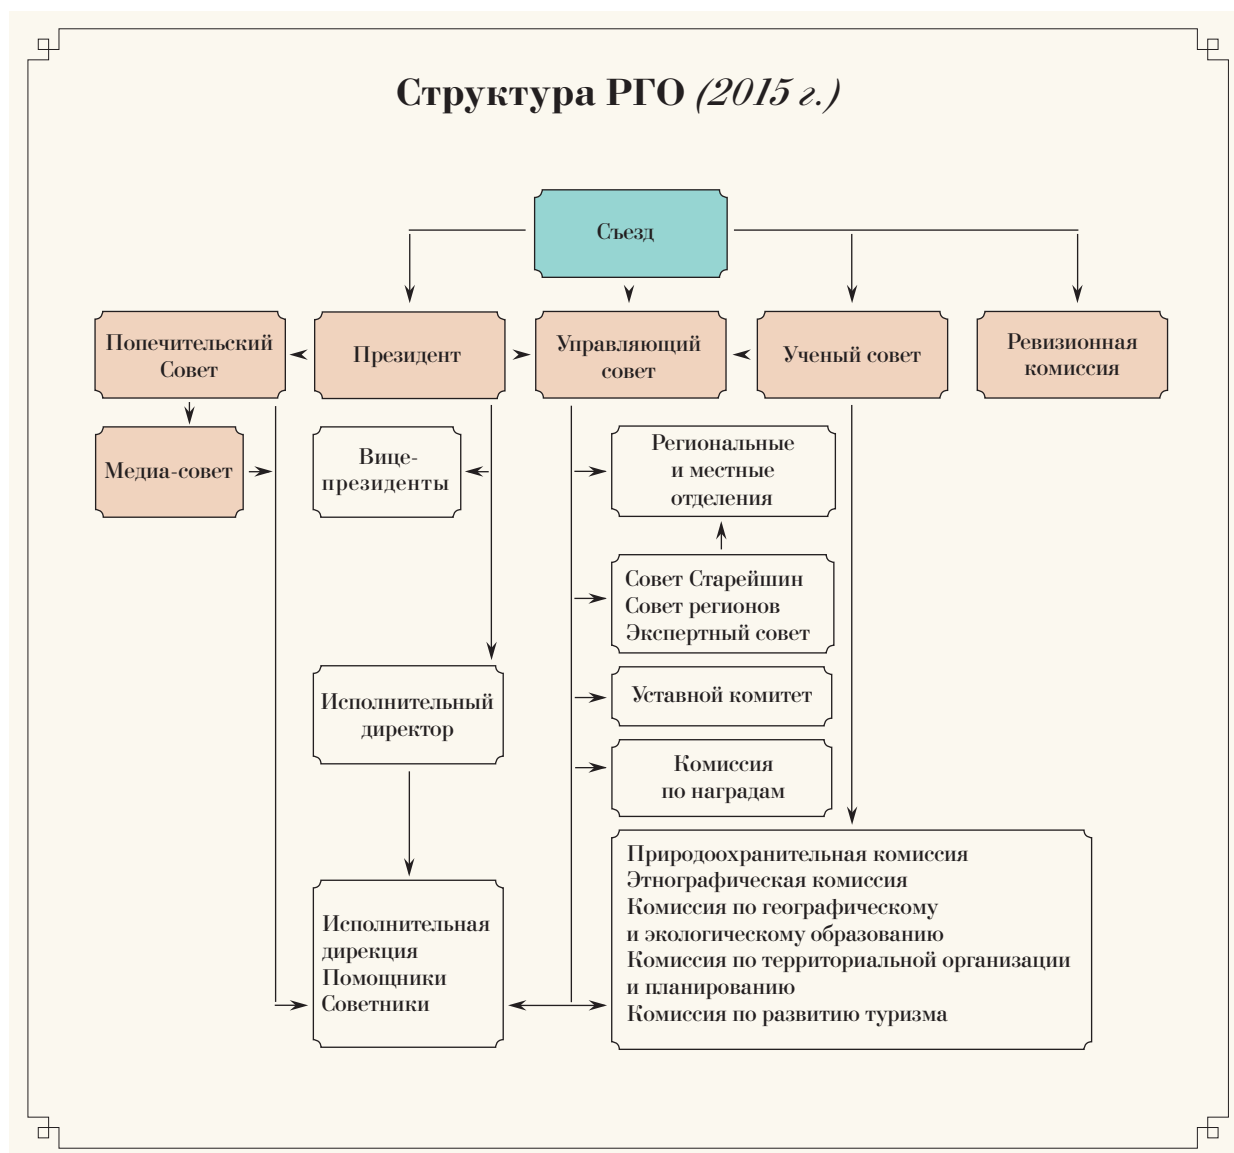 Структура РГО (2015 г.)
Съезд
Попечительский
Совет
Президент
Управляющий
совет
Ученый совет
Ревизионная
комиссия
Медиа-совет
Вице-
президенты
Региональные
и местные
отделения
Совет Старейшин
Совет регионов
Экспертный совет
Исполнительный
директор
Уставной комитет
Комиссия
по наградам
Исполнительная
дирекция
Помощники
Советники
Природоохранительная комиссия
Этнографическая комиссия
Комиссия по географическому
и экологическому образованию
Комиссия по территориальной организации
и планированию
Комиссия по развитию туризма